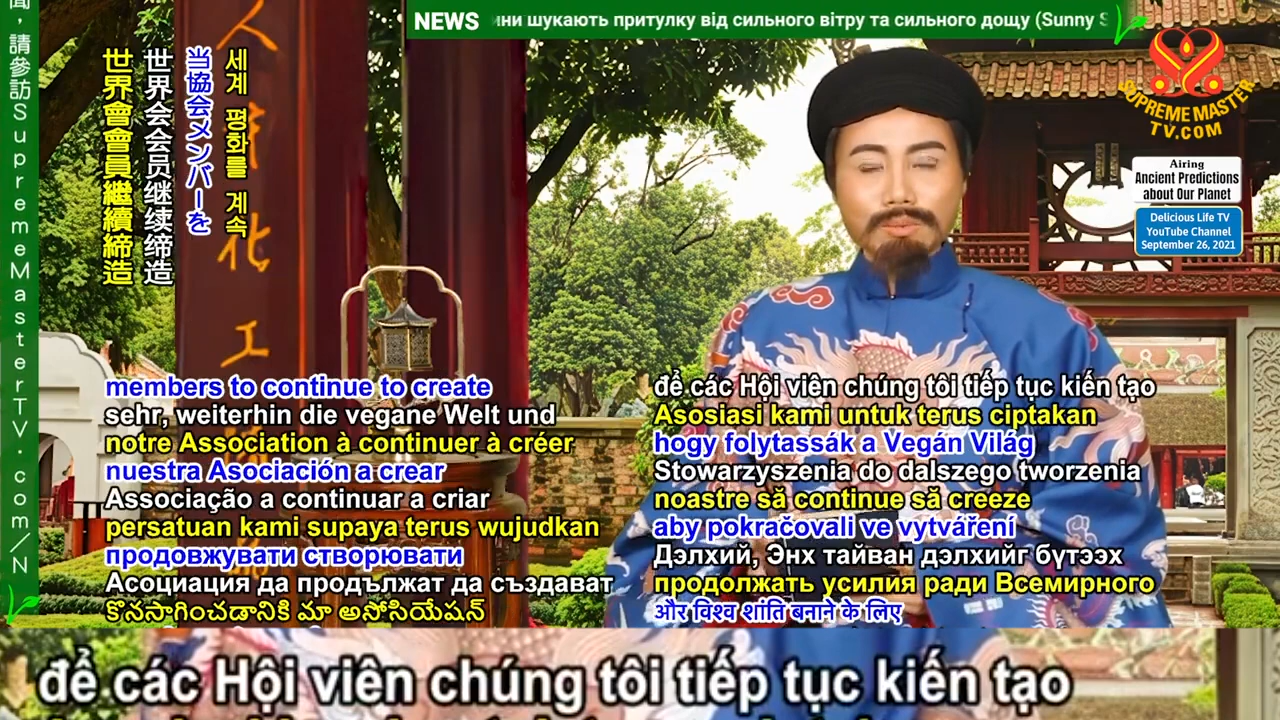 NEWS
ини шукають притулку від сильного вітру та сильного дощу (Sunny S
聞，請參訪SupremeMasterTV.com/N
世界會會員繼續締造
世界会会员继续缔造
当協会メンバーを
세계 평화를 계속
SUPREME MASTER
TV.COM
Airing
Ancient Predictions
about Our Planet
Delicious Life TV
YouTube Channel
September 26, 2021
members to continue to create
sehr, weiterhin die vegane Welt und
notre Association à continuer à créer
nuestra Asociación a crear
Associação a continuar a criar
persatuan kami supaya terus wujudkan
продовжувати створювати
Асоциация да продължат да създават
కొనసాగించడానికి మా అసోసియేషన్
để các Hội viên chúng tôi tiếp tục kiến tạo
Asosiasi kami untuk terus ciptakan
hogy folytassák a Vegán Világ
Stowarzyszenia do dalszego tworzenia
noastre să continue să creeze
aby pokračovali ve vytváření
Дэлхий, Энх тайван дэлхийг бүтээх
продолжать усилия ради Всемирного
और विश्व शांति बनाने के लिए
để các Hội viên chúng tôi tiếp tục kiến tạo